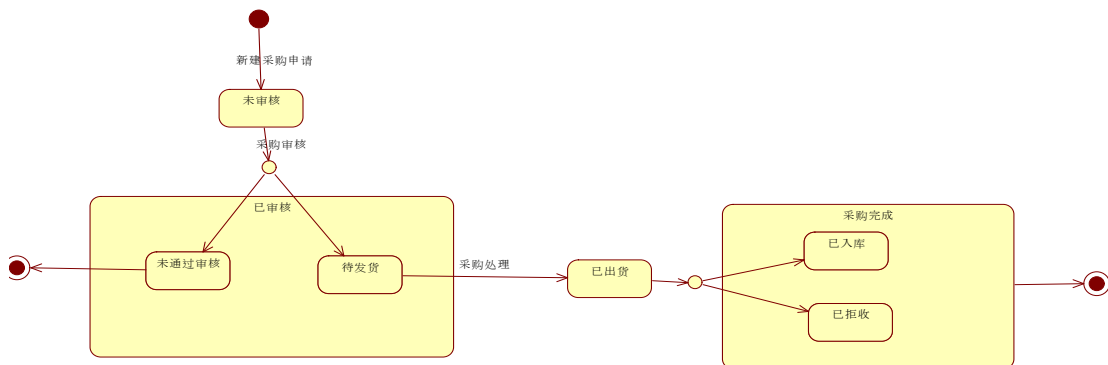 新建采购申请
未审核
采购审核
已审核
未通过审核
待发货
采购处理
已出货
采购完成
已入库
已拒收